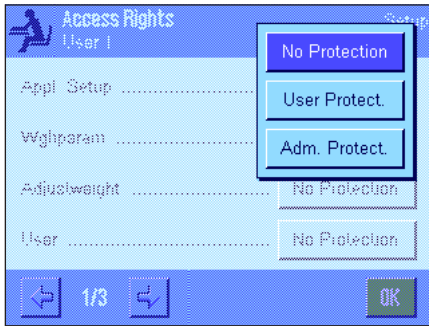 Access Rights
Setup
User 1
No Protection
User Protect.
Adm. Protect.
Appl. Setup ........................
Wghparam ........................
Adjustweight ........................ No Protection
User ........................ No Protection
1/3
OK